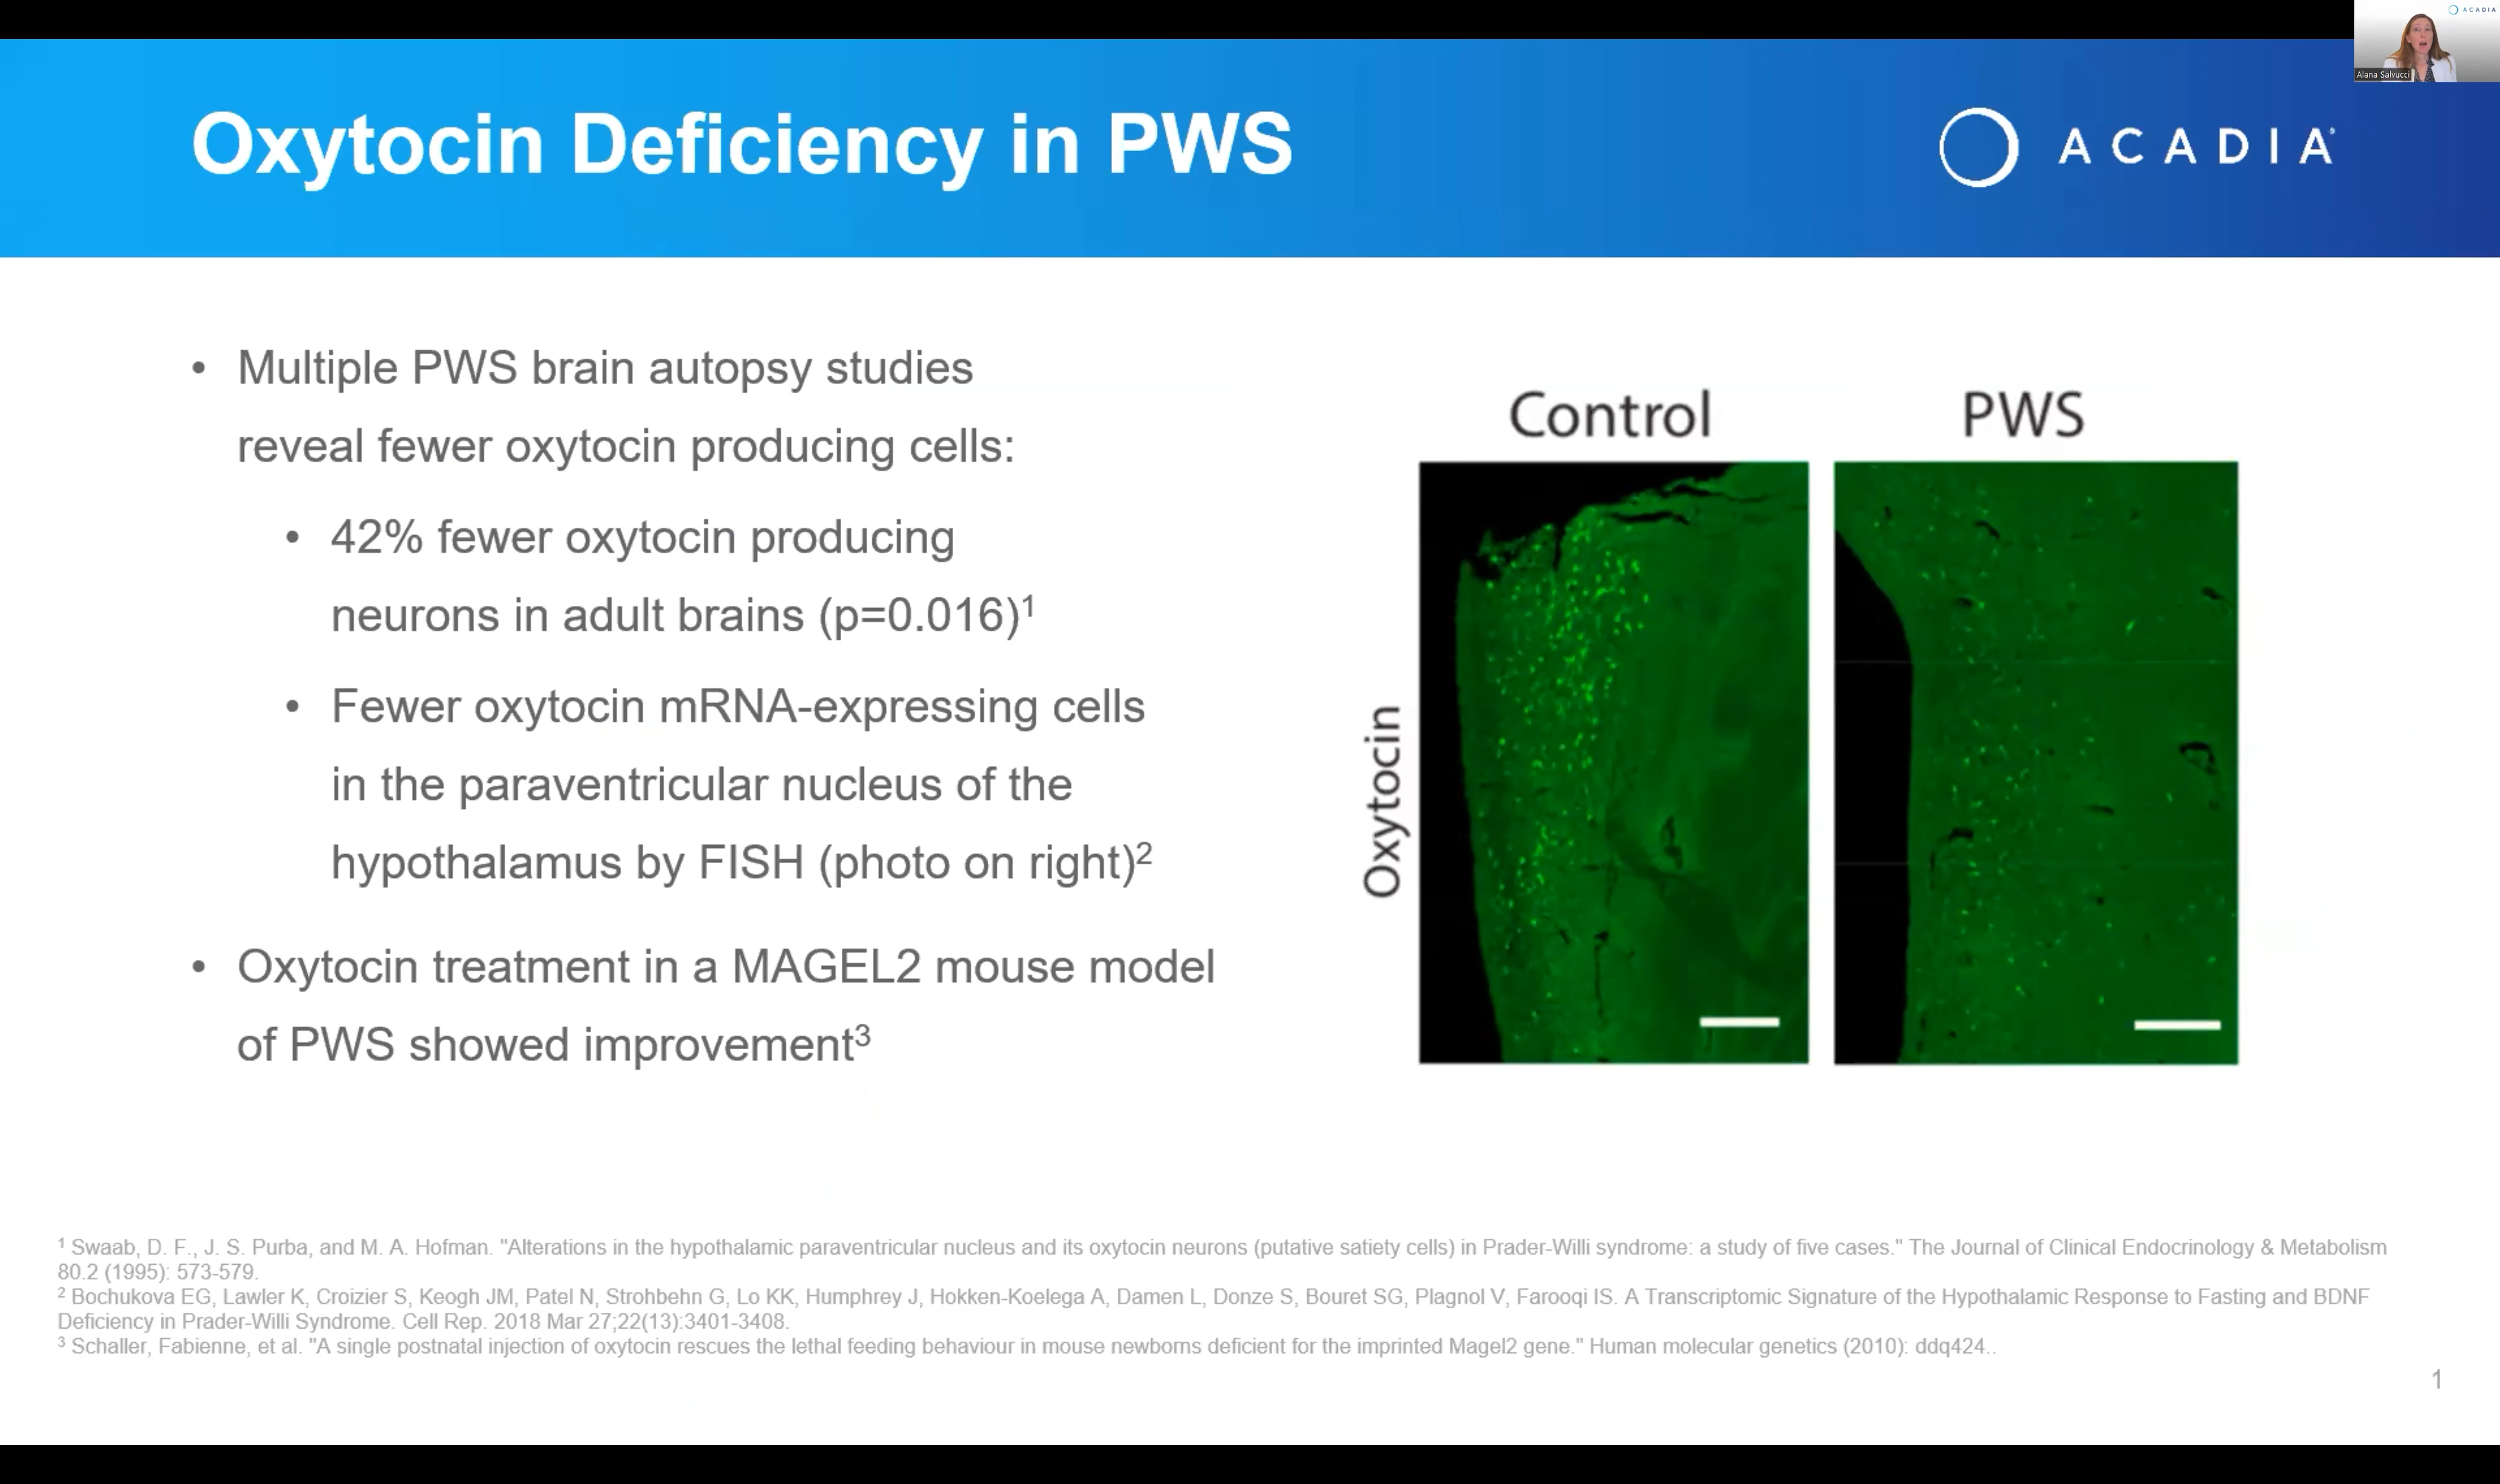 ACADIA
Alana Salvucci
Oxytocin Deficiency in PWS
ACADIA
• Multiple PWS brain autopsy studies
reveal fewer oxytocin producing cells:
• 42% fewer oxytocin producing
neurons in adult brains (p=0.016)1
• Fewer oxytocin mRNA-expressing cells
in the paraventricular nucleus of the
hypothalamus by FISH (photo on right)2
• Oxytocin treatment in a MAGEL2 mouse model
of PWS showed improvement3
Control
PWS
Oxytocin
1 Swaab, D. F., J. S. Purba, and M. A. Hofman. "Alterations in the hypothalamic paraventricular nucleus and its oxytocin neurons (putative satiety cells) in Prader-Willi syndrome: a study of five cases." The Journal of Clinical Endocrinology & Metabolism
80.2 (1995): 573-579.
2 Bochukova EG, Lawler K, Croizier S, Keogh JM, Patel N, Strohbehn G, Lo KK, Humphrey J, Hokken-Koelega A, Damen L, Donze S, Bouret SG, Plagnol V, Farooqi IS. A Transcriptomic Signature of the Hypothalamic Response to Fasting and BDNF
Deficiency in Prader-Willi Syndrome. Cell Rep. 2018 Mar 27;22(13):3401-3408.
3 Schaller, Fabienne, et al. "A single postnatal injection of oxytocin rescues the lethal feeding behaviour in mouse newborns deficient for the imprinted Magel2 gene." Human molecular genetics (2010): ddq424..
1